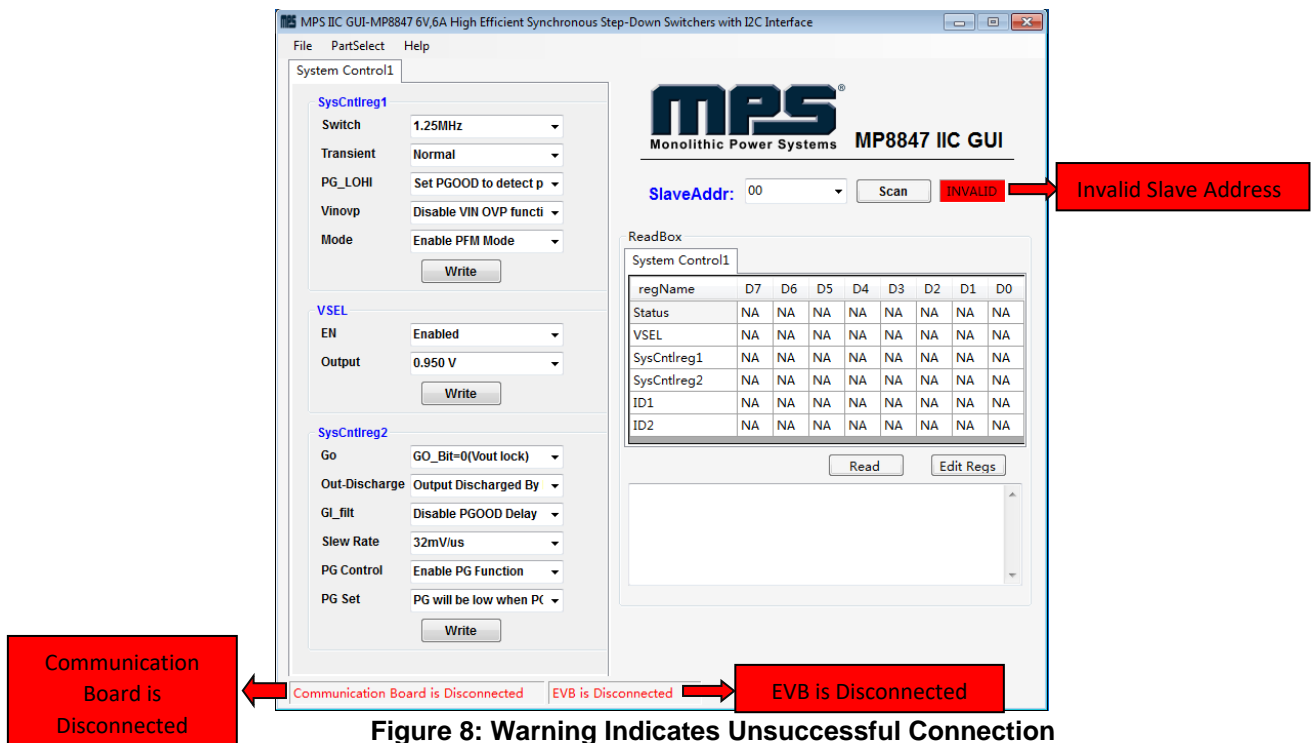 MPS IIC GUI-MP8847 6V,6A High Efficient Synchronous Step-Down Switchers with I2C Interface
File PartSelect Help
System Control1
SysCntlreg1
Switch 1.25MHz
Transient Normal
PG_LOHI Set PGOOD to detect p
Vinovp Disable VIN OVP functi
Mode Enable PFM Mode
Write
VSEL
EN Enabled
Output 0.950 V
Write
SysCntlreg2
Go GO_Bit=0(Vout lock)
Out-Discharge Output Discharged By
GI_filt Disable PGOOD Delay
Slew Rate 32mV/us
PG Control Enable PG Function
PG Set PG will be low when P(
Write
mps®
Monolithic Power Systems MP8847 IIC GUI
SlaveAddr: 00 Scan INVALID
Invalid Slave Address
ReadBox
System Control1
regName D7 D6 D5 D4 D3 D2 D1 D0
Status NA NA NA NA NA NA NA NA
VSEL NA NA NA NA NA NA NA NA
SysCntlreg1 NA NA NA NA NA NA NA NA
SysCntlreg2 NA NA NA NA NA NA NA NA
ID1 NA NA NA NA NA NA NA NA
ID2 NA NA NA NA NA NA NA NA
Read Edit Regs
Communication Board is Disconnected EVB is Disconnected
Communication
Board is
Disconnected
EVB is Disconnected
Figure 8: Warning Indicates Unsuccessful Connection